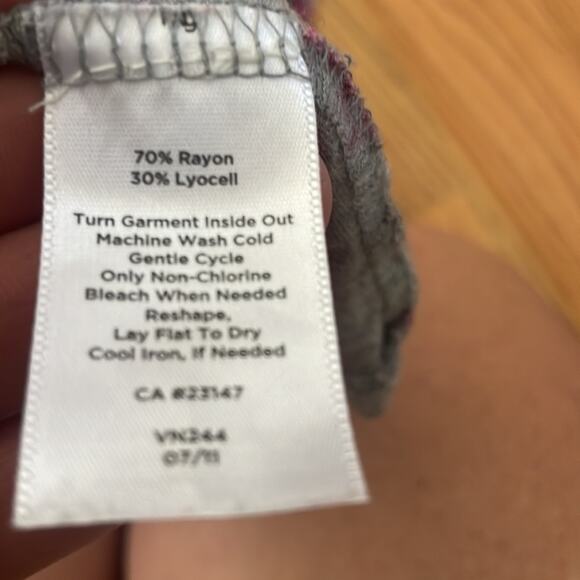 70% Rayon
30% Lyocell
Turn Garment Inside Out
Machine Wash Cold
Gentle Cycle
Only Non-Chlorine
Bleach When Needed
Reshape,
Lay Flat To Dry
Cool Iron, If Needed
CA #23147
VN244
07/11